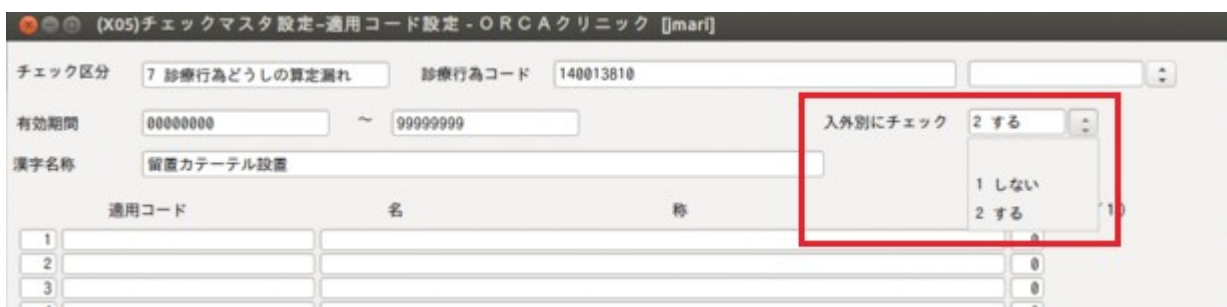 (X05)チェックマスタ設定−適用コード設定 - ＯＲＣＡクリニック [jmari]
チェック区分 7 診療行為どうしの算定漏れ 診療行為コード 140013810
有効期間 00000000 ～ 99999999 入外別にチェック 2 する
漢字名称 留置カテーテル設置
1 しない
適用コード 名 称 2 する
1 0
2 0
3 0